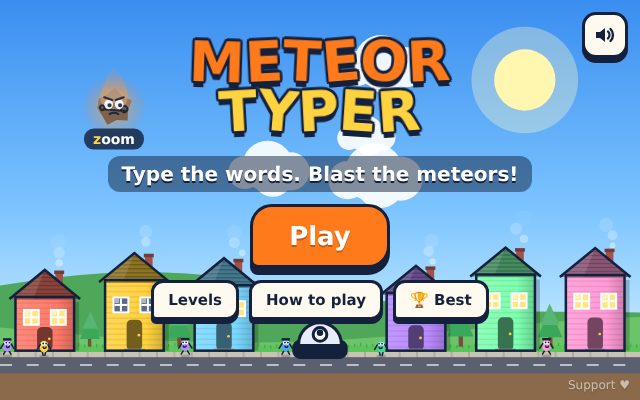 METEOR
TYPER
zoom
Type the words. Blast the meteors!
Play
Levels
How to play
🏆 Best
Support ♥